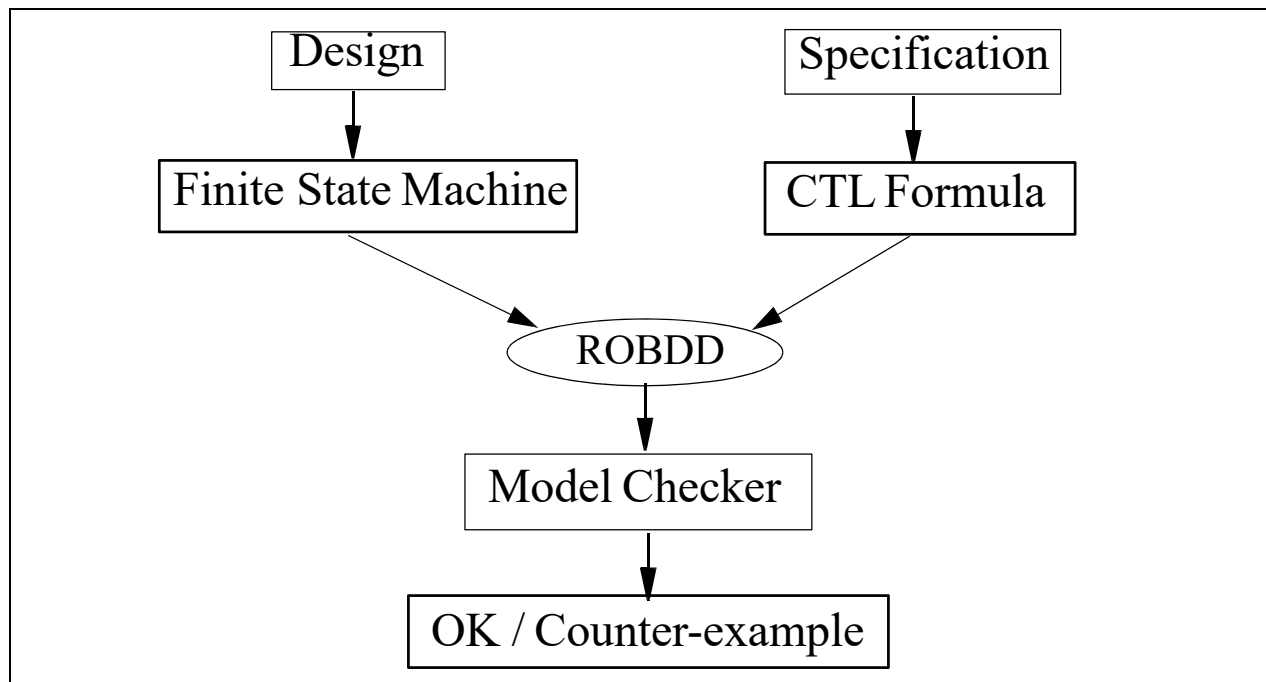 Design
Specification
Finite State Machine
CTL Formula
ROBDD
Model Checker
OK / Counter-example